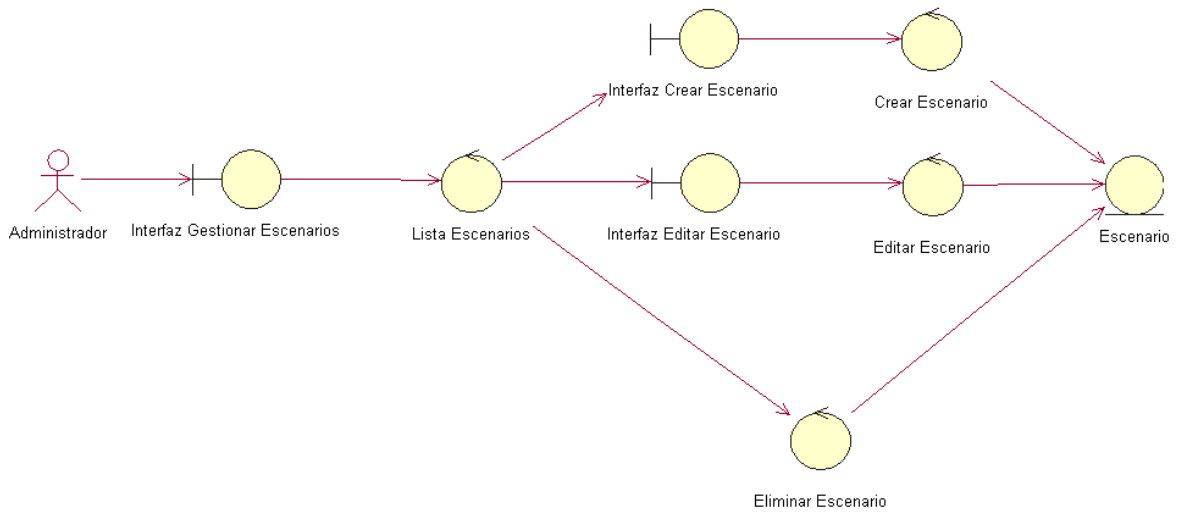 Interfaz Crear Escenario
Crear Escenario
Administrador
Interfaz Gestionar Escenarios
Lista Escenarios
Interfaz Editar Escenario
Editar Escenario
Escenario
Eliminar Escenario